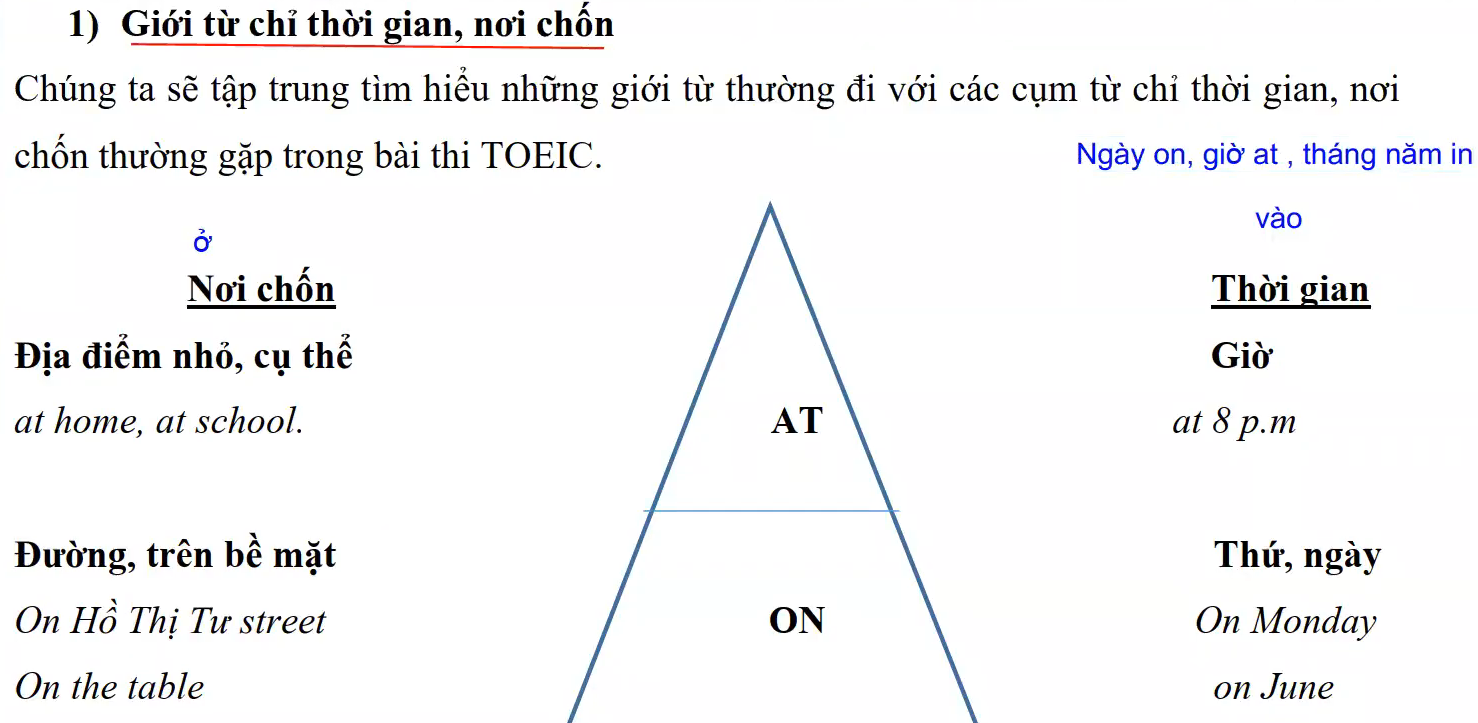 1) Giới từ chỉ thời gian, nơi chốn
Chúng ta sẽ tập trung tìm hiểu những giới từ thường đi với các cụm từ chỉ thời gian, nơi
chốn thường gặp trong bài thi TOEIC.
Ngày on, giờ at , tháng năm in
vào
ở
Nơi chốn
Thời gian
Địa điểm nhỏ, cụ thể
Giờ
at home, at school.
AT
at 8 p.m
Đường, trên bề mặt
Thứ, ngày
On Hồ Thị Tư street
ON
On Monday
On the table
on June